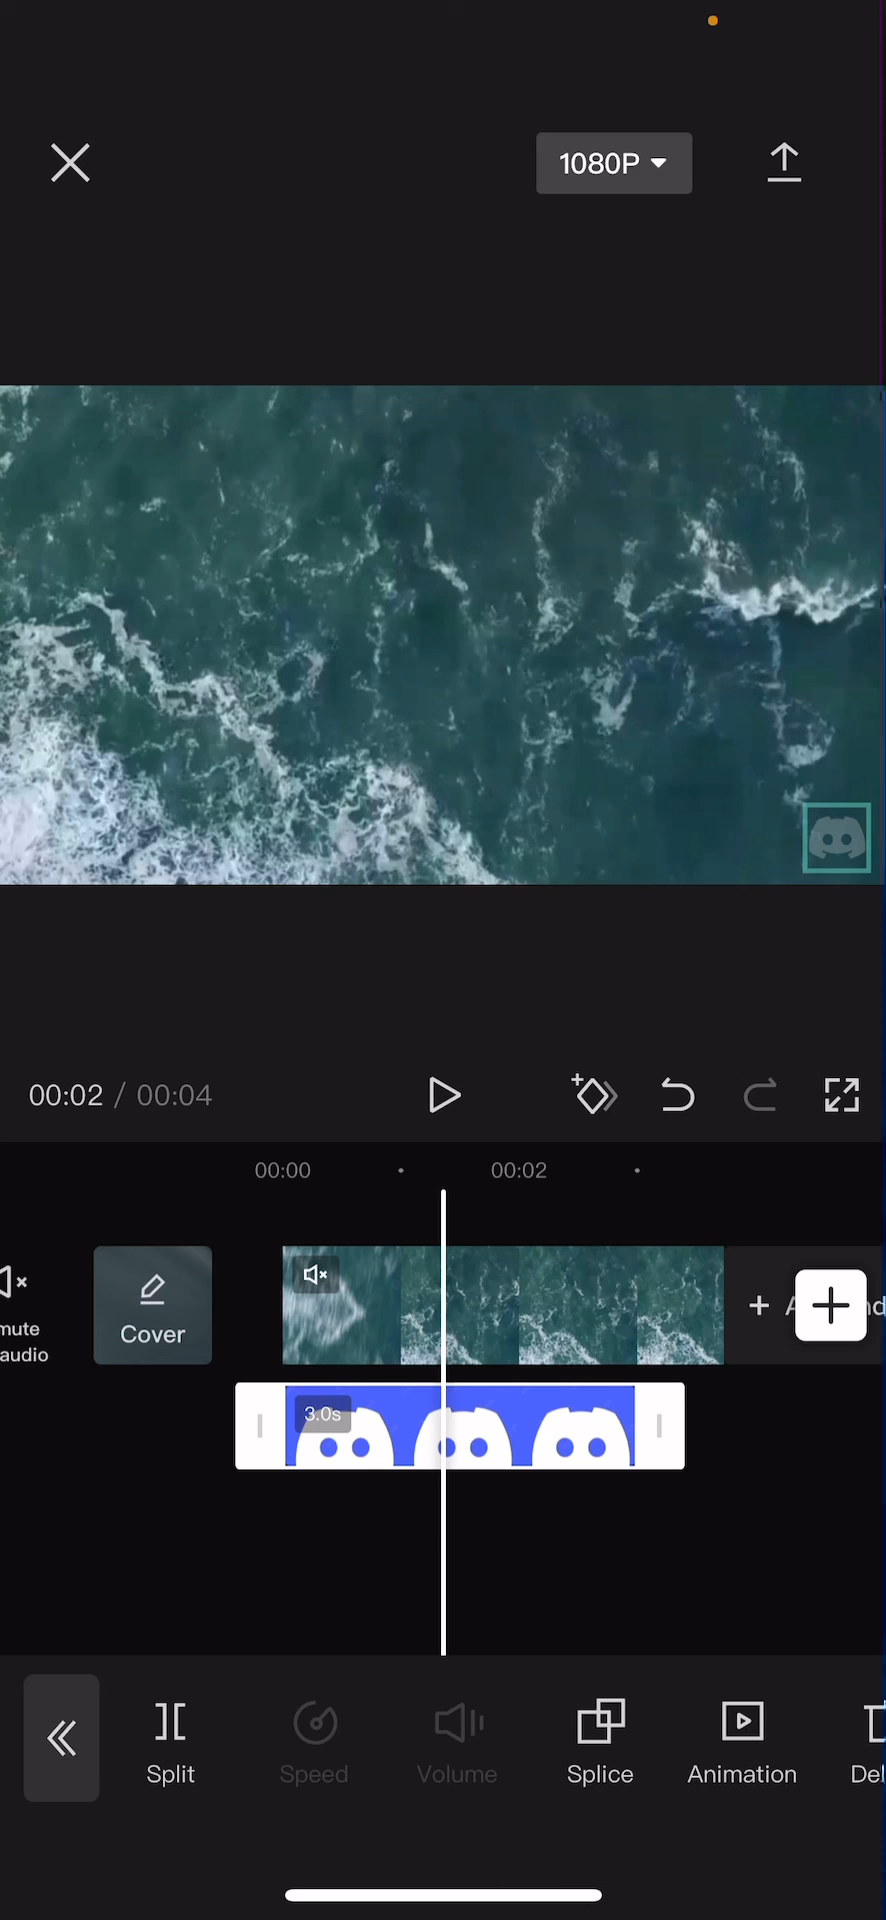 1080P
00:02 / 00:04
00:00 00:02
mute
audio
Cover
+ A
3.0s
Split Speed Volume Splice Animation Del